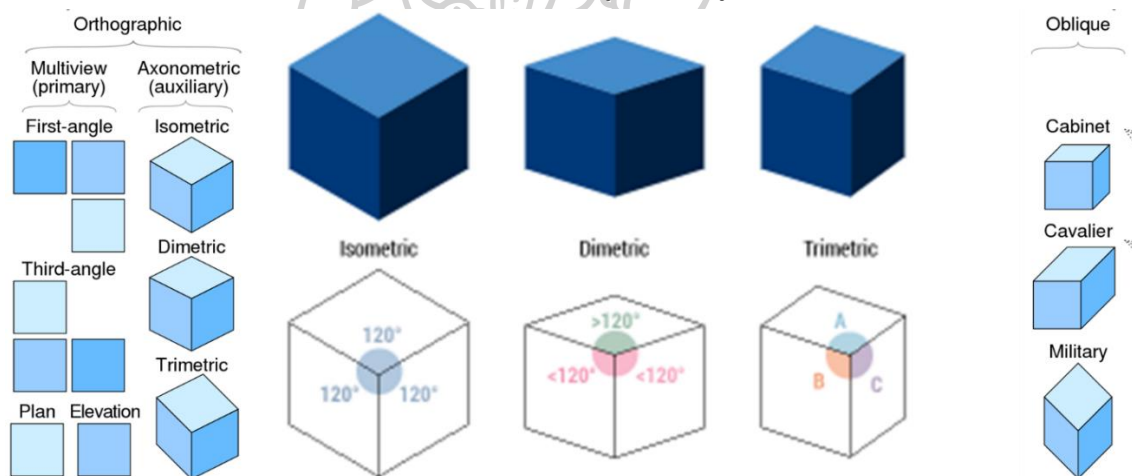 Orthographic
Multiview
(primary)
Axonometric
(auxiliary)
First-angle
Isometric
Dimetric
Third-angle
Trimetric
Plan
Elevation
Isometric
Dimetric
Trimetric
120°
120°
120°
>120°
<120°
<120°
A
B
C
Oblique
Cabinet
Cavalier
Military